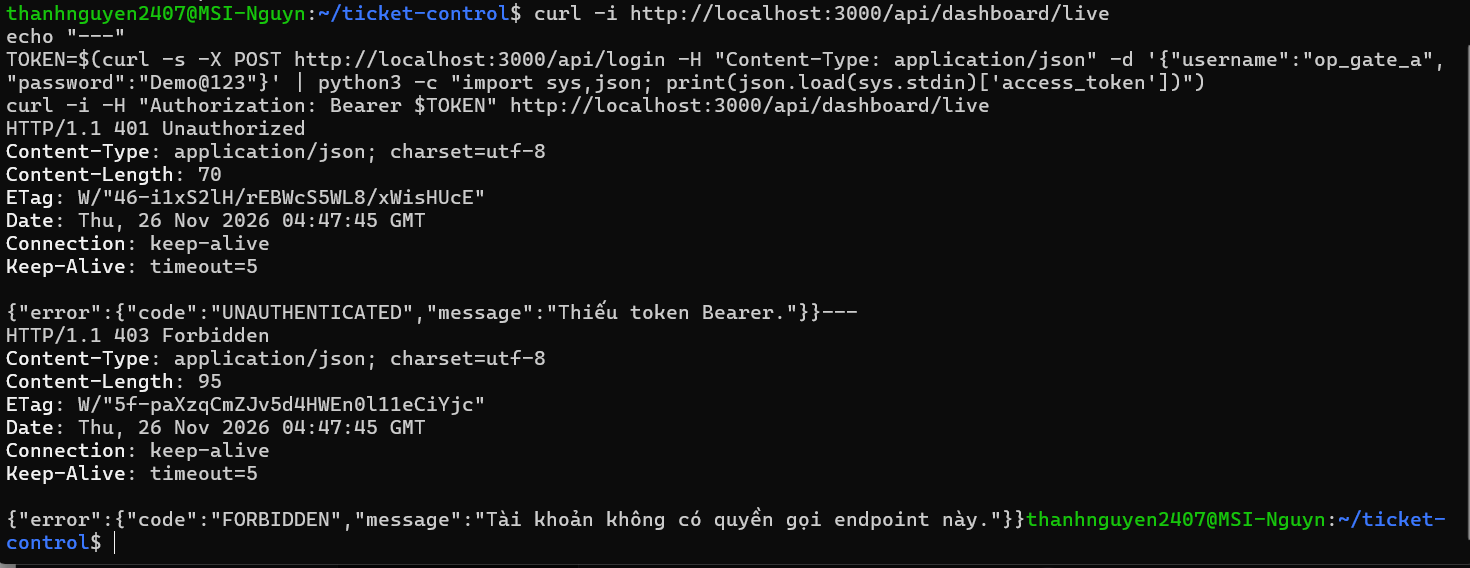 thanhnguyen2407@MSI-Nguyn:~/ticket-control$ curl -i http://localhost:3000/api/dashboard/live
echo "---"
TOKEN=$(curl -s -X POST http://localhost:3000/api/login -H "Content-Type: application/json" -d '{"username":"op_gate_a",
"password":"Demo@123"}' | python3 -c "import sys,json; print(json.load(sys.stdin)['access_token'])")
curl -i -H "Authorization: Bearer $TOKEN" http://localhost:3000/api/dashboard/live
HTTP/1.1 401 Unauthorized
Content-Type: application/json; charset=utf-8
Content-Length: 70
ETag: W/"46-i1xS2lH/rEBWcS5WL8/xWisHUcE"
Date: Thu, 26 Nov 2026 04:47:45 GMT
Connection: keep-alive
Keep-Alive: timeout=5

{"error":{"code":"UNAUTHENTICATED","message":"Thiếu token Bearer."}}---
HTTP/1.1 403 Forbidden
Content-Type: application/json; charset=utf-8
Content-Length: 95
ETag: W/"5f-paXzqCmZJv5d4HWEn0l11eCiYjc"
Date: Thu, 26 Nov 2026 04:47:45 GMT
Connection: keep-alive
Keep-Alive: timeout=5

{"error":{"code":"FORBIDDEN","message":"Tài khoản không có quyền gọi endpoint này."}}thanhnguyen2407@MSI-Nguyn:~/ticket-
control$